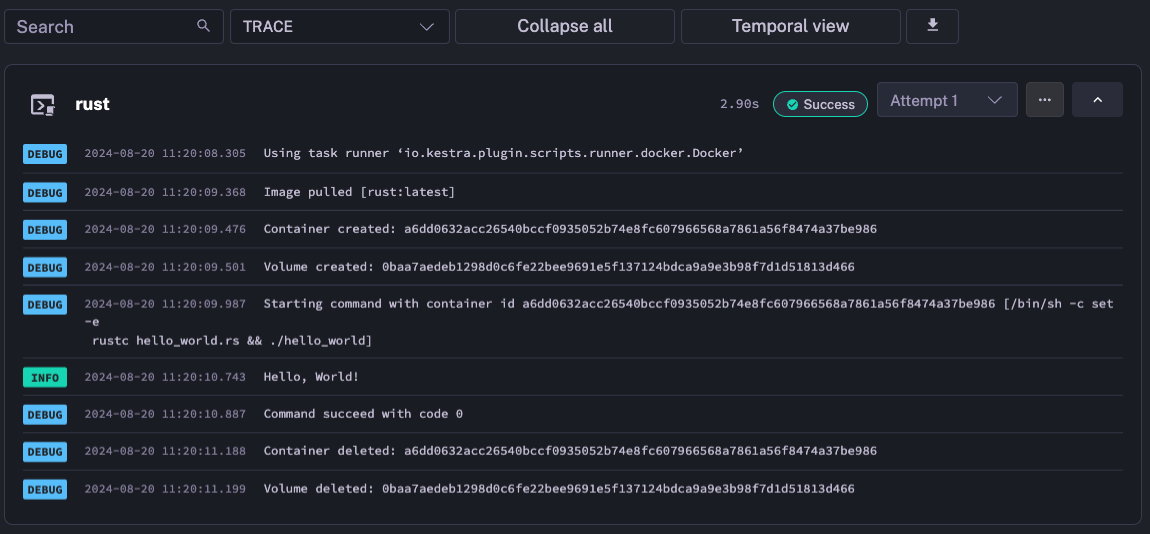 Search TRACE Collapse all Temporal view
rust 2.90s Success Attempt 1 ...
DEBUG 2024-08-20 11:20:08.305 Using task runner ‘io.kestra.plugin.scripts.runner.docker.Docker’
DEBUG 2024-08-20 11:20:09.368 Image pulled [rust:latest]
DEBUG 2024-08-20 11:20:09.476 Container created: a6dd0632acc26540bccf0935052b74e8fc607966568a7861a56f8474a37be986
DEBUG 2024-08-20 11:20:09.501 Volume created: 0baa7aedeb1298d0c6fe22bee9691e5f137124bdca9a9e3b98f7d1d51813d466
DEBUG 2024-08-20 11:20:09.987 Starting command with container id a6dd0632acc26540bccf0935052b74e8fc607966568a7861a56f8474a37be986 [/bin/sh -c set
-e
rustc hello_world.rs && ./hello_world]
INFO 2024-08-20 11:20:10.743 Hello, World!
DEBUG 2024-08-20 11:20:10.887 Command succeed with code 0
DEBUG 2024-08-20 11:20:11.188 Container deleted: a6dd0632acc26540bccf0935052b74e8fc607966568a7861a56f8474a37be986
DEBUG 2024-08-20 11:20:11.199 Volume deleted: 0baa7aedeb1298d0c6fe22bee9691e5f137124bdca9a9e3b98f7d1d51813d466